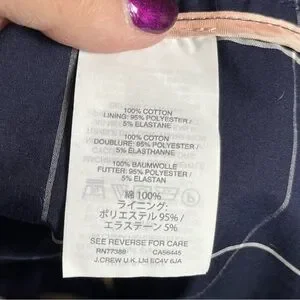 100% COTTON
LINING: 95% POLYESTER /
5% ELASTANE
100% COTON
DOUBLURE: 95% POLYESTER /
5% ELASTHANNE
100% BAUMWOLLE
FUTTER: 95% POLYESTER /
5% ELASTAN
綿 100%
ライニング:
ポリエステル 95% /
エラステン 5%
SEE REVERSE FOR CARE
RN77388 CA56445
J.CREW U.K. Ltd EC4V 6JA